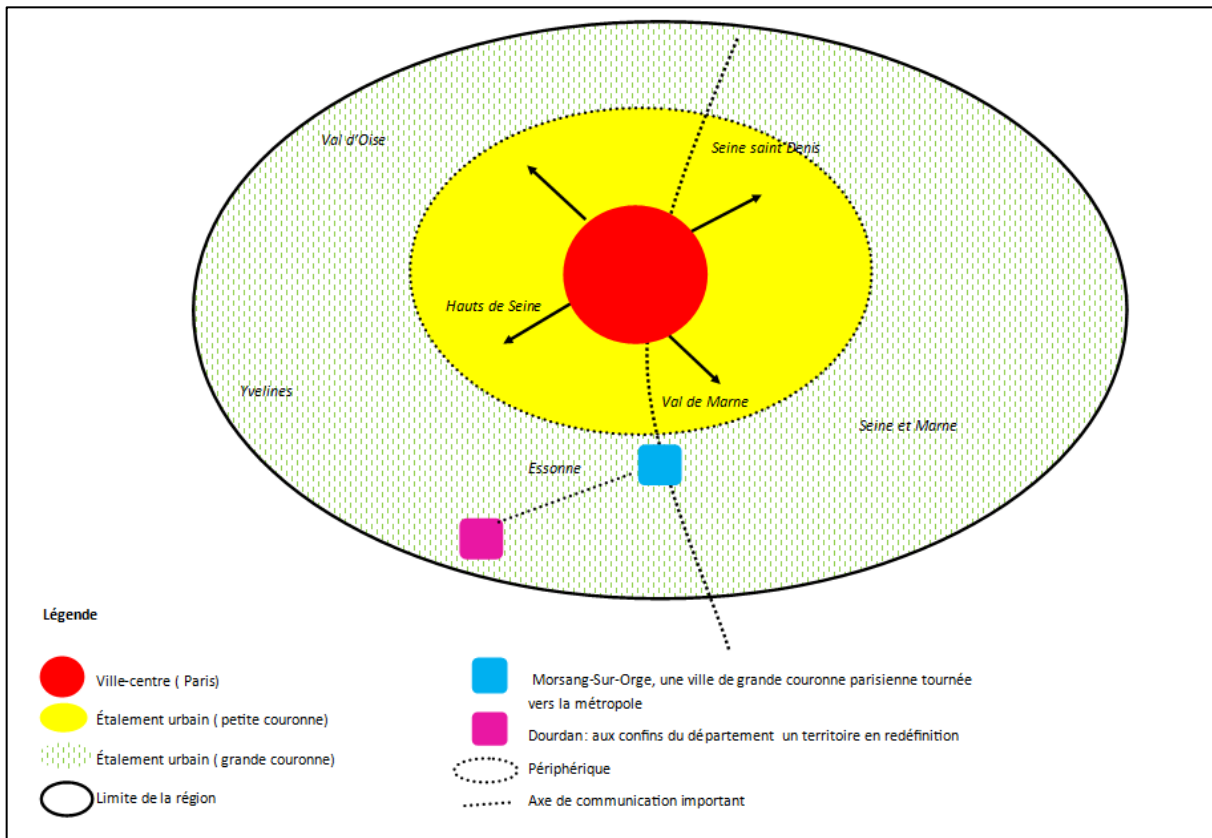 Val d'Oise
Seine saint Denis
Hauts de Seine
Yvelines
Val de Marne
Seine et Marne
Essonne
Légende
Ville-centre ( Paris)
Étalement urbain ( petite couronne)
Étalement urbain ( grande couronne)
Limite de la région
Morsang-Sur-Orge, une ville de grande couronne parisienne tournée
vers la métropole
Dourdan: aux confins du département un territoire en redéfinition
Périphérique
Axe de communication important